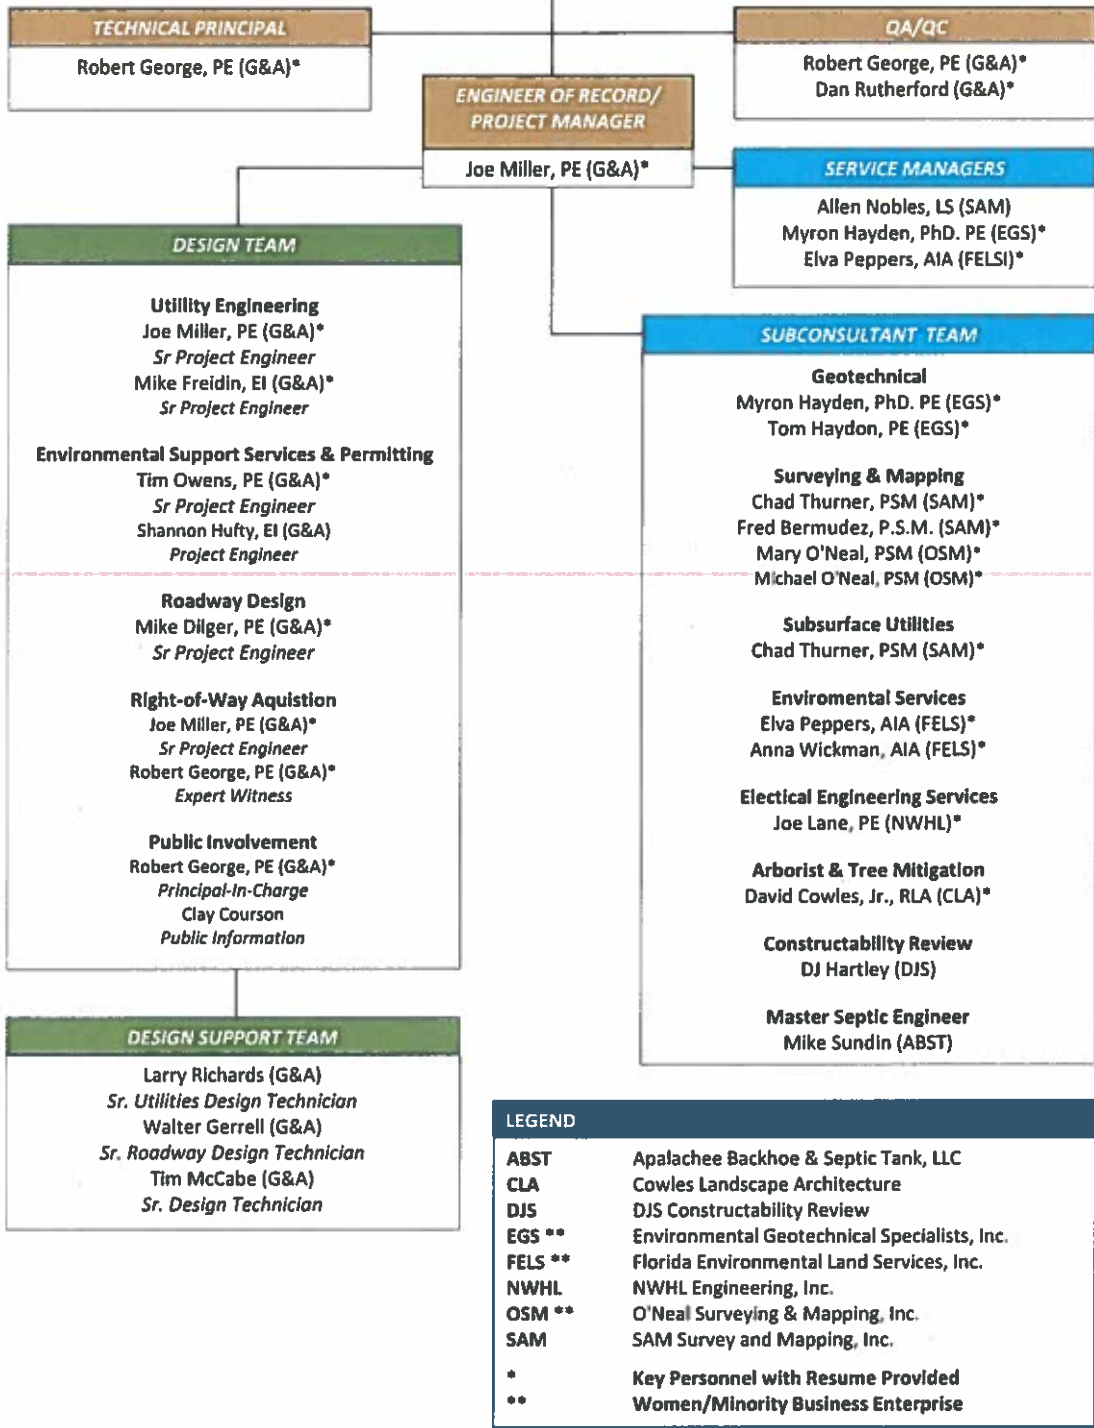 TECHNICAL PRINCIPAL
Robert George, PE (G&A)*
QA/QC
Robert George, PE (G&A)*
Dan Rutherford (G&A)*
ENGINEER OF RECORD/
PROJECT MANAGER
Joe Miller, PE (G&A)*
SERVICE MANAGERS
Allen Nobles, LS (SAM)
Myron Hayden, PhD. PE (EGS)*
Elva Peppers, AIA (FELSI)*
DESIGN TEAM
Utillity Engineering
Joe Miller, PE (G&A)*
Sr Project Engineer
Mike Freidin, EI (G&A)*
Sr Project Engineer
Environmental Support Services & Permitting
Tim Owens, PE (G&A)*
Sr Project Engineer
Shannon Hufty, EI (G&A)
Project Engineer
Roadway Design
Mike Dilger, PE (G&A)*
Sr Project Engineer
Right-of-Way Aquistion
Joe Miller, PE (G&A)*
Sr Project Engineer
Robert George, PE (G&A)*
Expert Witness
Public Involvement
Robert George, PE (G&A)*
Principal-In-Charge
Clay Courson
Public Information
SUBCONSULTANT TEAM
Geotechnical
Myron Hayden, PhD. PE (EGS)*
Tom Haydon, PE (EGS)*
Surveying & Mapping
Chad Thurner, PSM (SAM)*
Fred Bermudez, P.S.M. (SAM)*
Mary O'Neal, PSM (OSM)*
Michael O'Neal, PSM (OSM)*
Subsurface Utilities
Chad Thurner, PSM (SAM)*
Enviromental Services
Elva Peppers, AIA (FELS)*
Anna Wickman, AIA (FELS)*
Electical Engineering Services
Joe Lane, PE (NWHL)*
Arborist & Tree Mitigation
David Cowles, Jr., RLA (CLA)*
Constructability Review
DJ Hartley (DJS)
Master Septic Engineer
Mike Sundin (ABST)
DESIGN SUPPORT TEAM
Larry Richards (G&A)
Sr. Utilities Design Technician
Walter Gerrell (G&A)
Sr. Roadway Design Technician
Tim McCabe (G&A)
Sr. Design Technician
LEGEND
ABST Apalachee Backhoe & Septic Tank, LLC
CLA Cowles Landscape Architecture
DJS DJS Constructability Review
EGS ** Environmental Geotechnical Specialists, Inc.
FELS ** Florida Environmental Land Services, Inc.
NWHL NWHL Engineering, Inc.
OSM ** O'Neal Surveying & Mapping, Inc.
SAM SAM Survey and Mapping, Inc.
* Key Personnel with Resume Provided
** Women/Minority Business Enterprise